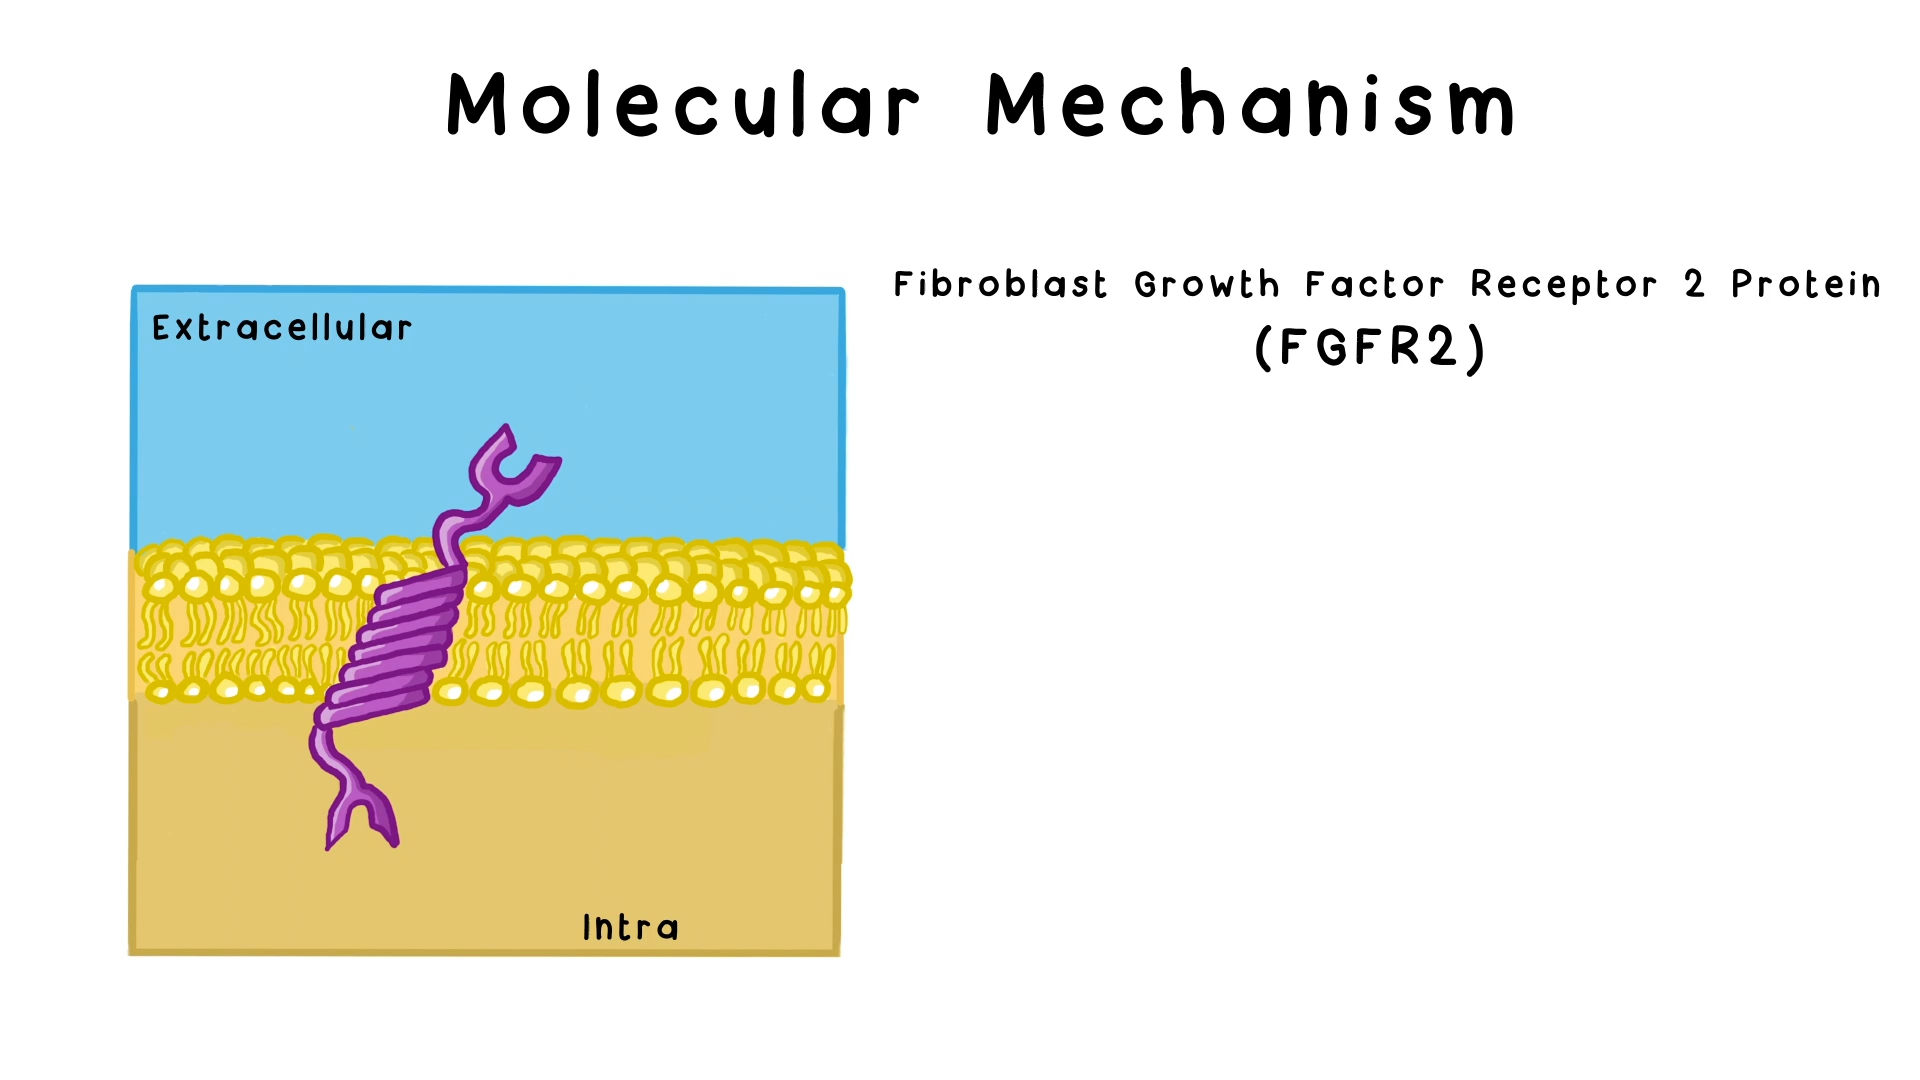 Molecular Mechanism
Fibroblast Growth Factor Receptor 2 Protein
(FGFR2)
Extracellular
Intra